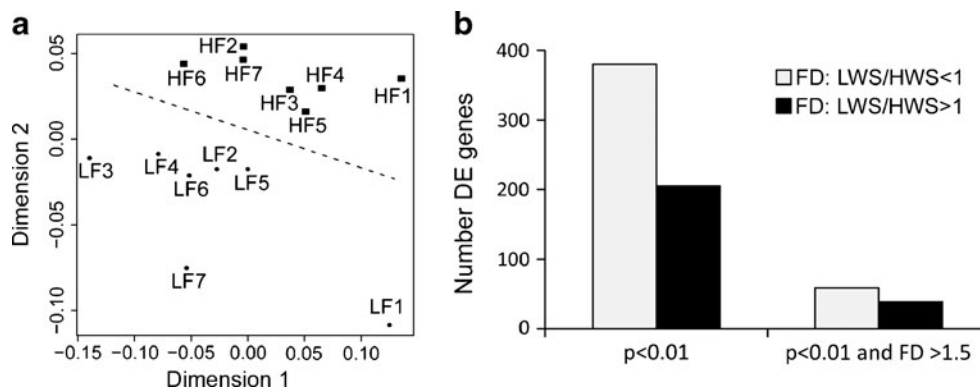 a
0.05
0.00
−0.05
−0.10
Dimension 2
HF2
HF6
HF7
HF4
HF3
HF1
HF5
LF3
LF4
LF2
LF6
LF5
LF7
LF1
−0.15
−0.10
−0.05
0.00
0.05
0.10
Dimension 1
b
400
300
200
100
0
Number DE genes
FD: LWS/HWS<1
FD: LWS/HWS>1
p<0.01
p<0.01 and FD >1.5